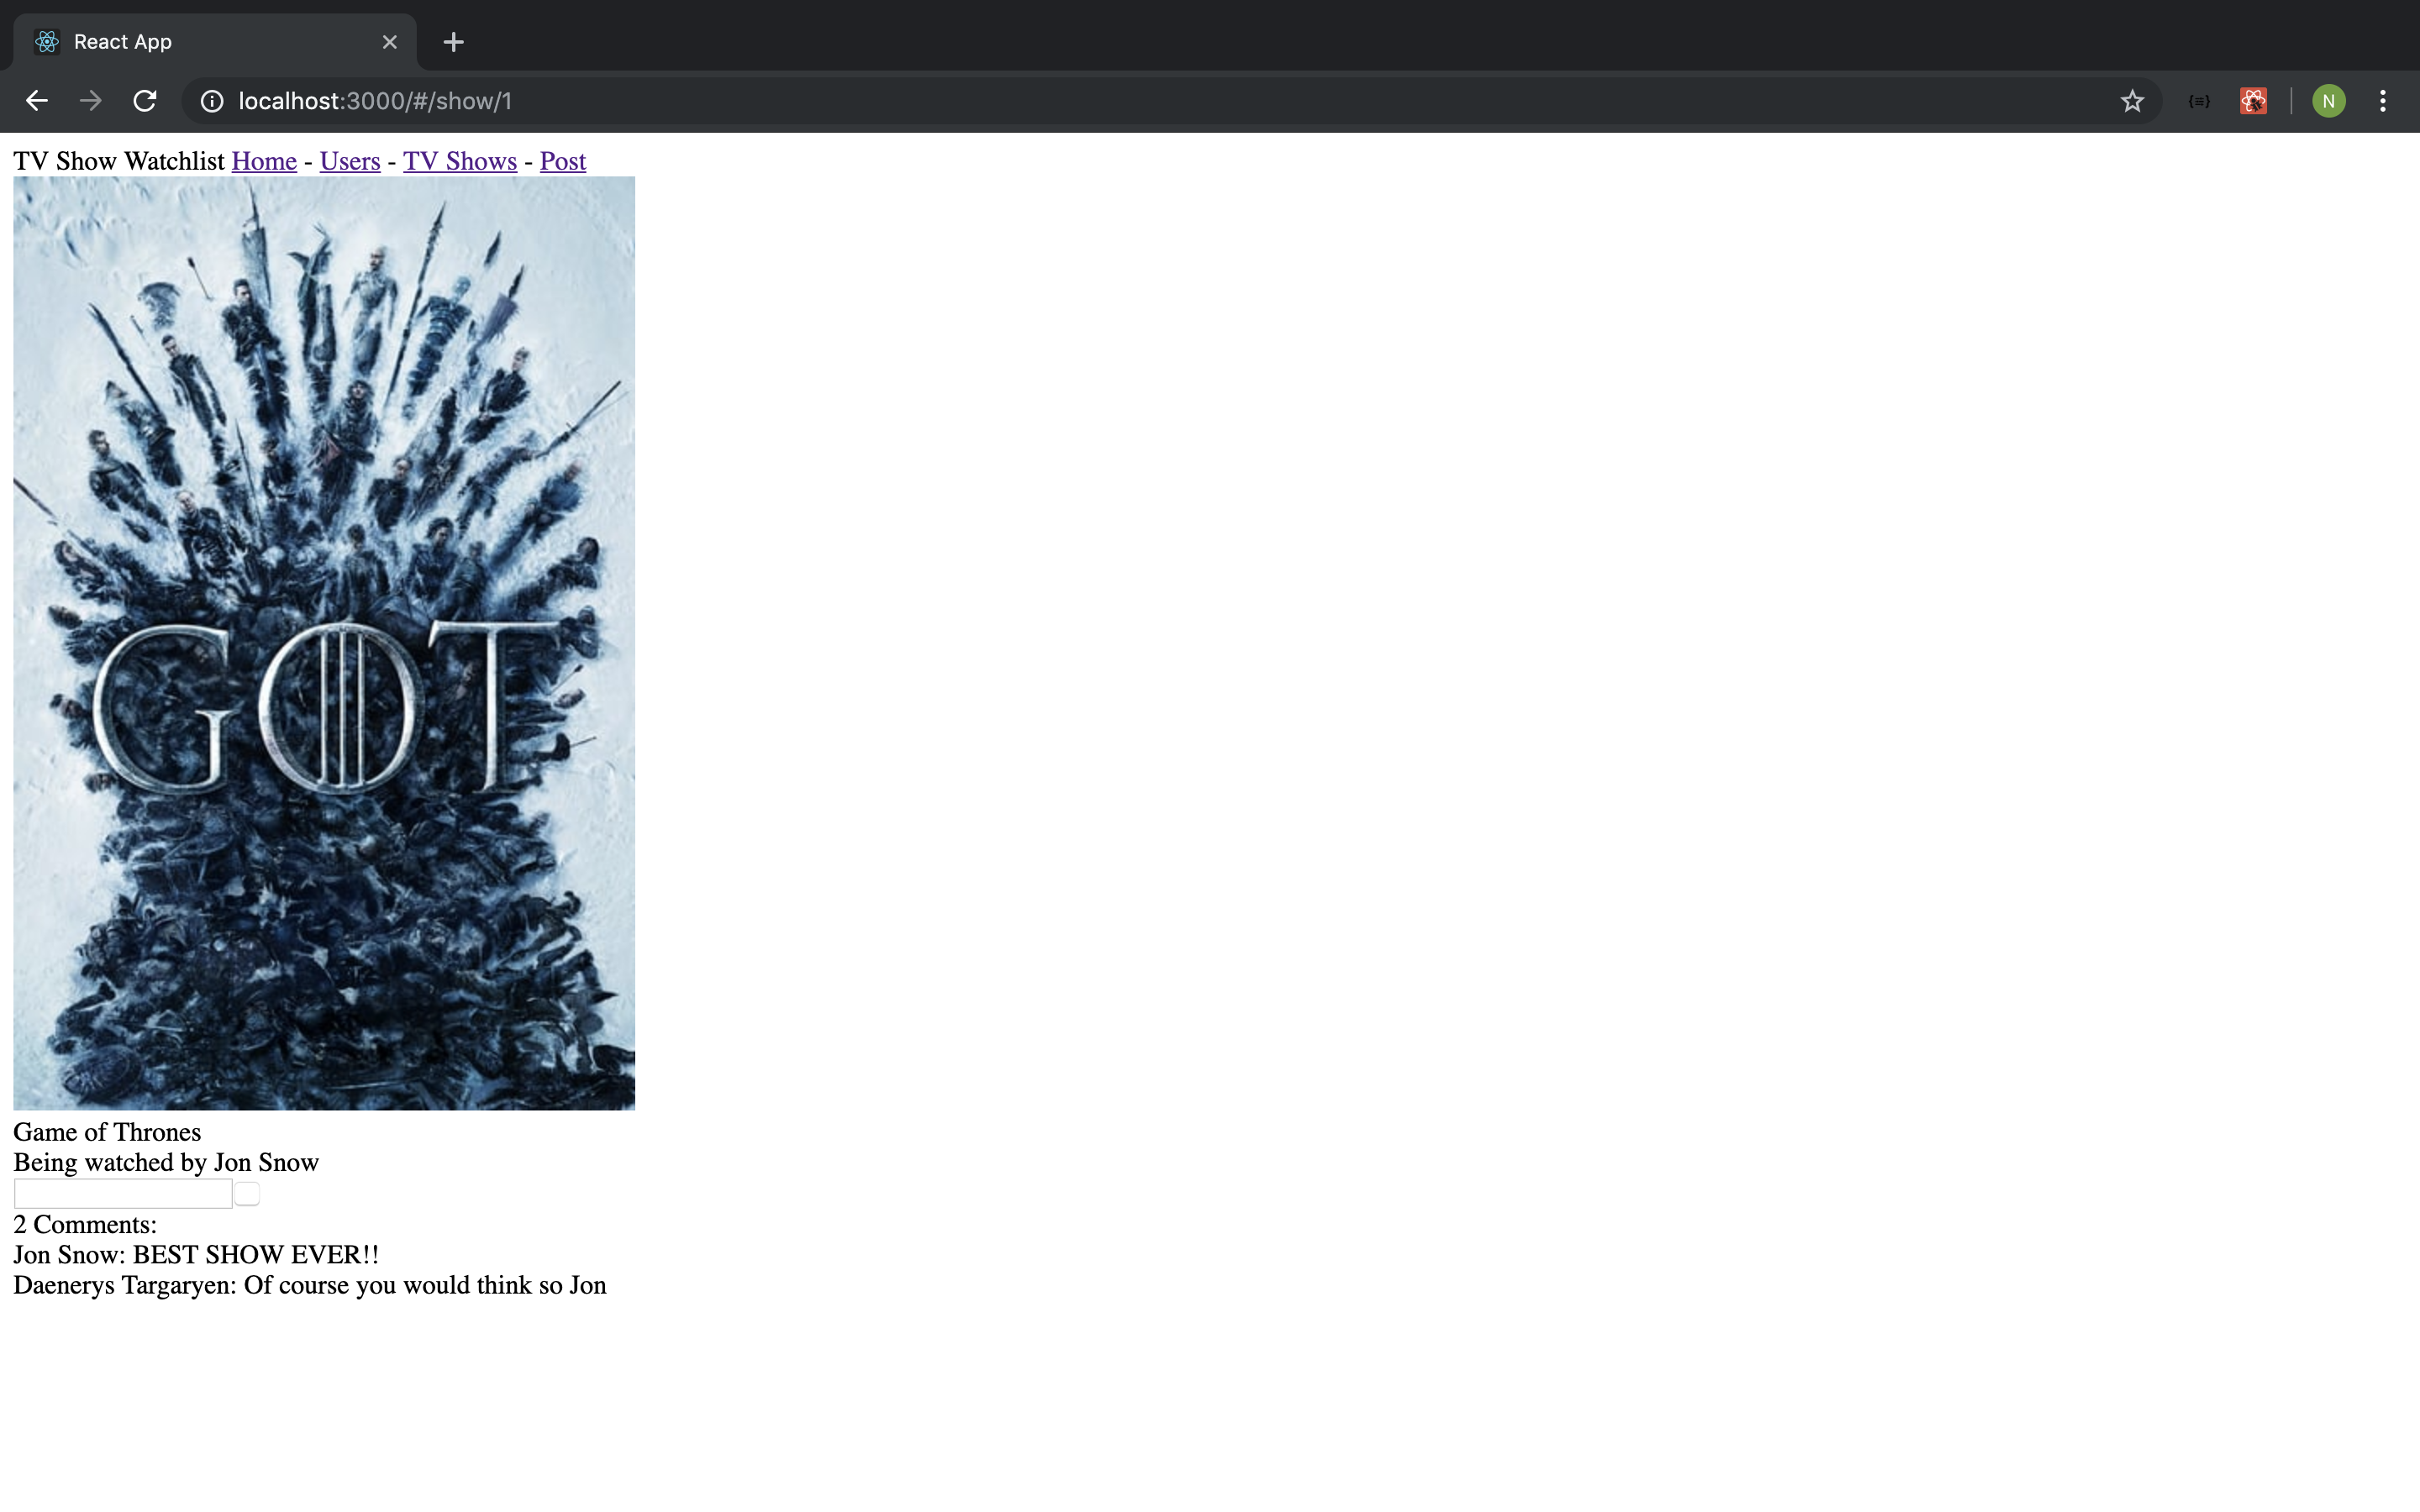 React App
localhost:3000/#/show/1
{≡}
N
TV Show Watchlist Home - Users - TV Shows - Post
GOT
Game of Thrones
Being watched by Jon Snow
2 Comments:
Jon Snow: BEST SHOW EVER!!
Daenerys Targaryen: Of course you would think so Jon